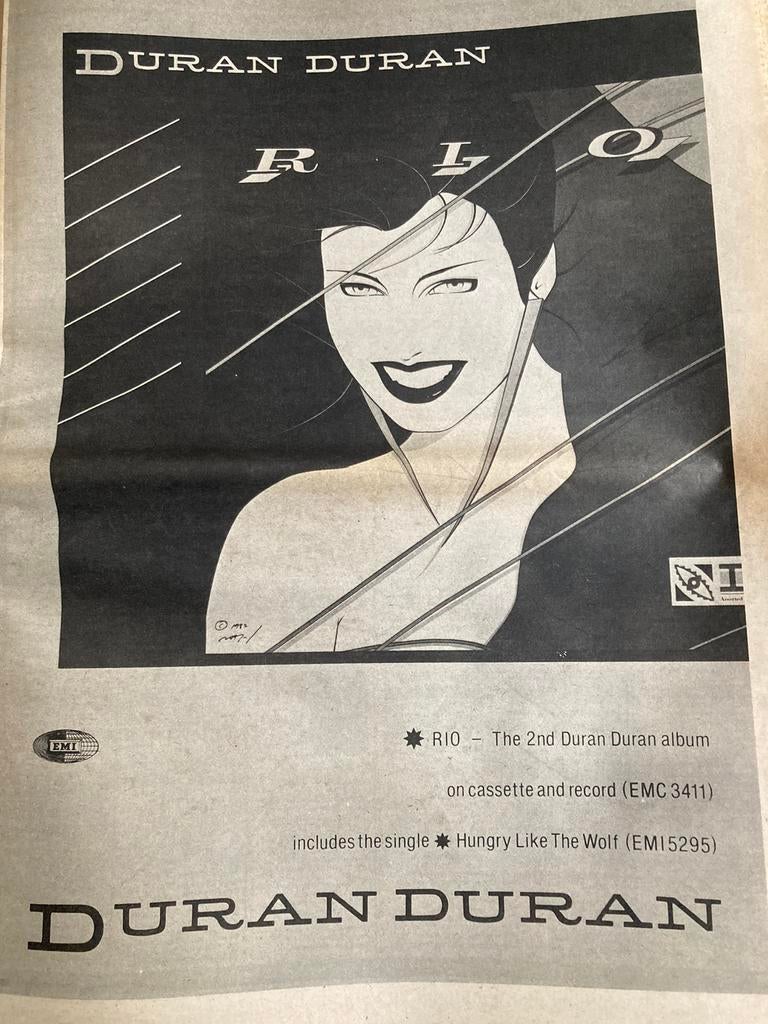 DURAN DURAN
RIO
© 1982
EMI
✷ RIO – The 2nd Duran Duran album
on cassette and record (EMC 3411)
includes the single ✷ Hungry Like The Wolf (EMI 5295)
DURAN DURAN